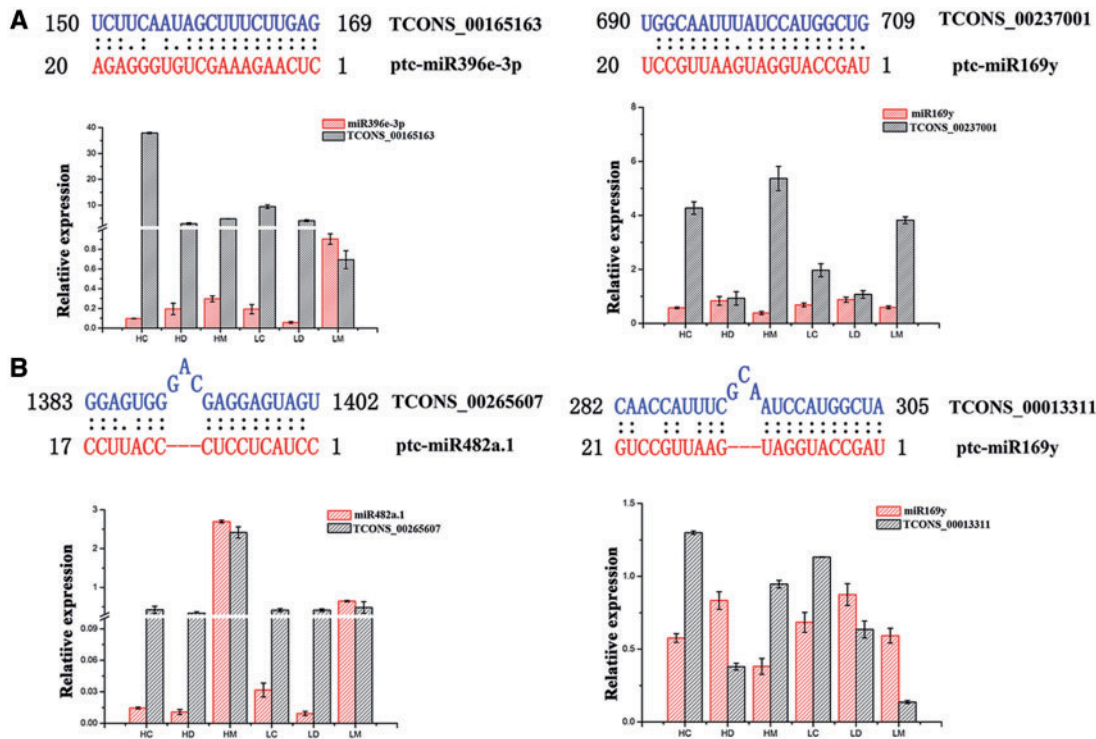 A
150 UCUUCAAUAGCUUUCUUGAG 169 TCONS_00165163
20 AGAGGGUGUCGAAAGAACUC 1 ptc-miR396e-3p
690 UGGCAAUUUAUCCAUGGCUG 709 TCONS_00237001
20 UCCGUUAAGUAGGUACCGAU 1 ptc-miR169y
miR396e-3p
TCONS_00165163
Relatiive expression
40
30
20
10
0.8
0.6
0.4
0.2
0.0
HC HD HM LC LD LM
miR169y
TCONS_00237001
Relative expression
8
6
4
2
0
HC HD HM LC LD LM
B
GAC
1383 GGAGUGG GAGGAGUAGU 1402 TCONS_00265607
17 CCUUACC---CUCCUCAUCC 1 ptc-miR482a.1
GCA
282 CAACCAUUUC AUCCAUGGCUA 305 TCONS_00013311
21 GUCCGUUAAG---UAGGUACCGAU 1 ptc-miR169y
miR482a.1
TCONS_00265607
Relatiive expression
3
2
1
0.09
0.06
0.03
0.00
HC HD HM LC LD LM
miR169y
TCONS_00013311
Relative expression
1.5
1.0
0.5
0.0
HC HD HM LC LD LM